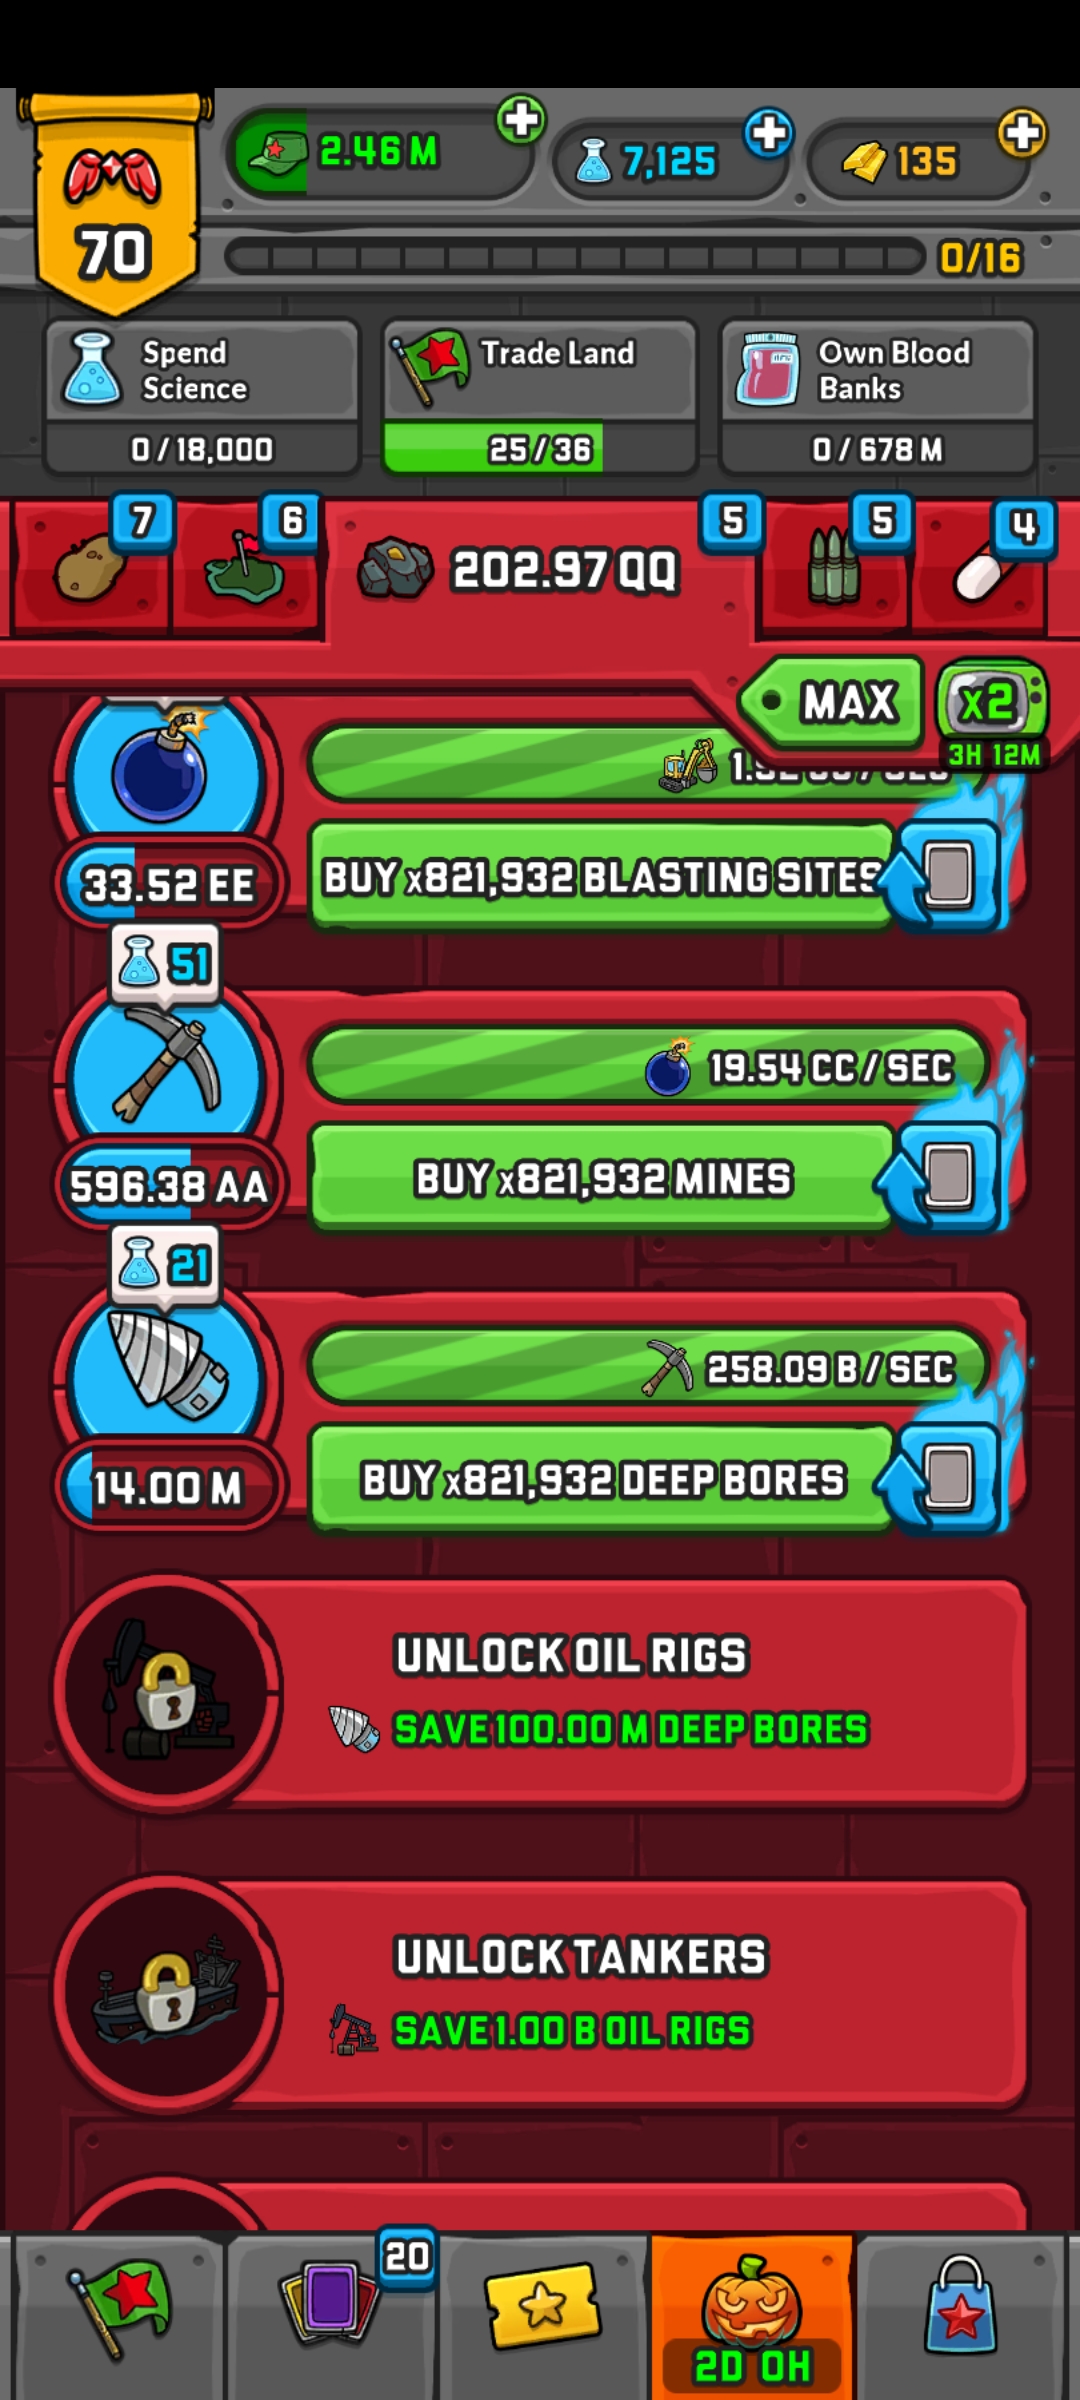 2.46 M
7,125
135
70
0/16
Spend
Science
0 / 18,000
Trade Land
25 / 36
Own Blood
Banks
0 / 678 M
7
6
202.97 QQ
5
5
4
MAX
x2
3H 12M
33.52 EE
BUY x821,932 BLASTING SITES
51
19.54 CC / SEC
596.38 AA
BUY x821,932 MINES
21
258.09 B / SEC
14.00 M
BUY x821,932 DEEP BORES
UNLOCK OIL RIGS
SAVE 100.00 M DEEP BORES
UNLOCK TANKERS
SAVE 1.00 B OIL RIGS
20
2D 0H